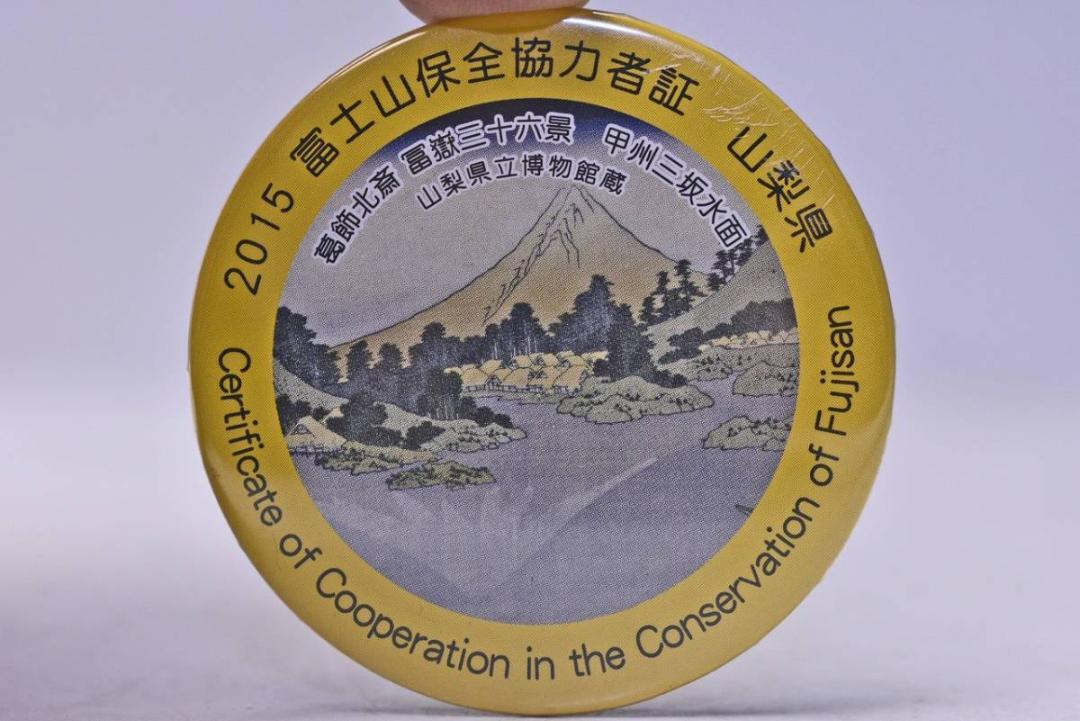 2015 富士山保全協力者証 山梨県
葛飾北斎 冨嶽三十六景 甲州三坂水面
山梨県立博物館蔵
Certificate of Cooperation in the Conservation of Fujisan